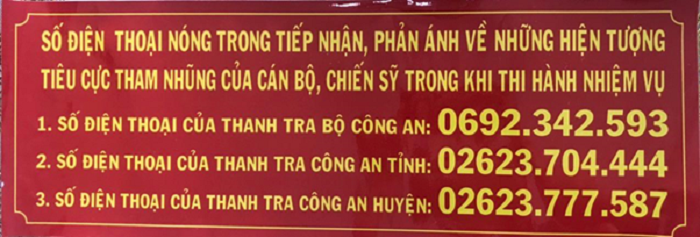 SỐ ĐIỆN THOẠI NÓNG TRONG TIẾP NHẬN, PHẢN ÁNH VỀ NHỮNG HIỆN TƯỢNG
TIÊU CỰC THAM NHŨNG CỦA CÁN BỘ, CHIẾN SỸ TRONG KHI THI HÀNH NHIỆM VỤ
1. SỐ ĐIỆN THOẠI CỦA THANH TRA BỘ CÔNG AN: 0692.342.593
2. SỐ ĐIỆN THOẠI CỦA THANH TRA CÔNG AN TỈNH: 02623.704.444
3. SỐ ĐIỆN THOẠI CỦA THANH TRA CÔNG AN HUYỆN: 02623.777.587